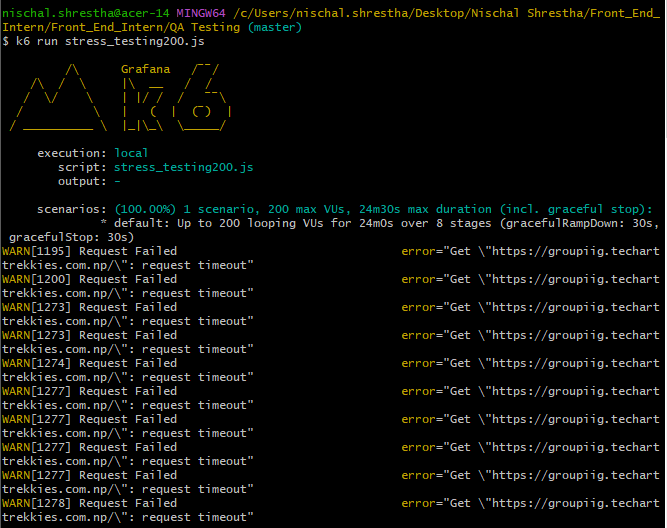 nischal.shrestha@acer-14 MINGW64 /c/Users/nischal.shrestha/Desktop/Nischal Shrestha/Front_End_
Intern/Front_End_Intern/QA Testing (master)
$ k6 run stress_testing200.js
Grafana
execution: local
script: stress_testing200.js
output: -
scenarios: (100.00%) 1 scenario, 200 max VUs, 24m30s max duration (incl. graceful stop):
* default: Up to 200 looping VUs for 24m0s over 8 stages (gracefulRampDown: 30s,
gracefulStop: 30s)
WARN[1195] Request Failed error="Get \"https://groupiig.techart
trekkies.com.np/\": request timeout"
WARN[1200] Request Failed error="Get \"https://groupiig.techart
trekkies.com.np/\": request timeout"
WARN[1273] Request Failed error="Get \"https://groupiig.techart
trekkies.com.np/\": request timeout"
WARN[1273] Request Failed error="Get \"https://groupiig.techart
trekkies.com.np/\": request timeout"
WARN[1274] Request Failed error="Get \"https://groupiig.techart
trekkies.com.np/\": request timeout"
WARN[1277] Request Failed error="Get \"https://groupiig.techart
trekkies.com.np/\": request timeout"
WARN[1277] Request Failed error="Get \"https://groupiig.techart
trekkies.com.np/\": request timeout"
WARN[1277] Request Failed error="Get \"https://groupiig.techart
trekkies.com.np/\": request timeout"
WARN[1277] Request Failed error="Get \"https://groupiig.techart
trekkies.com.np/\": request timeout"
WARN[1278] Request Failed error="Get \"https://groupiig.techart
trekkies.com.np/\": request timeout"